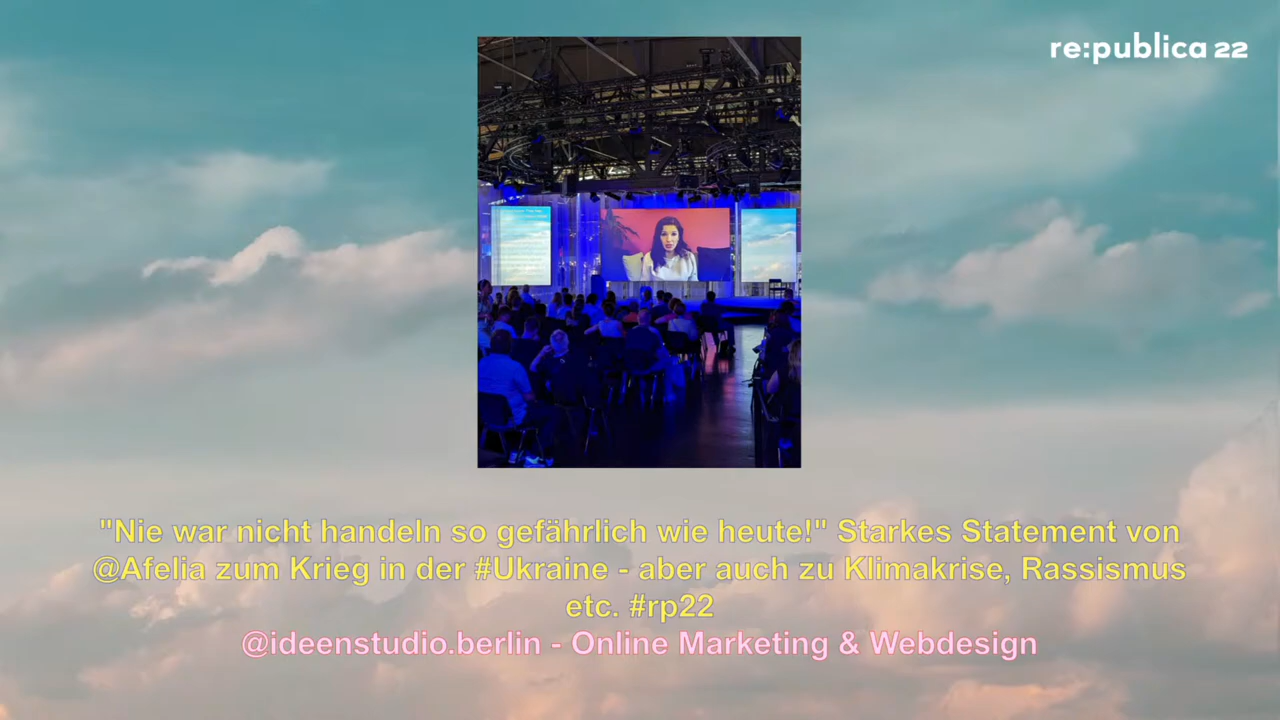 re:publica 22
"Nie war nicht handeln so gefährlich wie heute!" Starkes Statement von
@Afelia zum Krieg in der #Ukraine - aber auch zu Klimakrise, Rassismus
etc. #rp22
@ideenstudio.berlin - Online Marketing & Webdesign